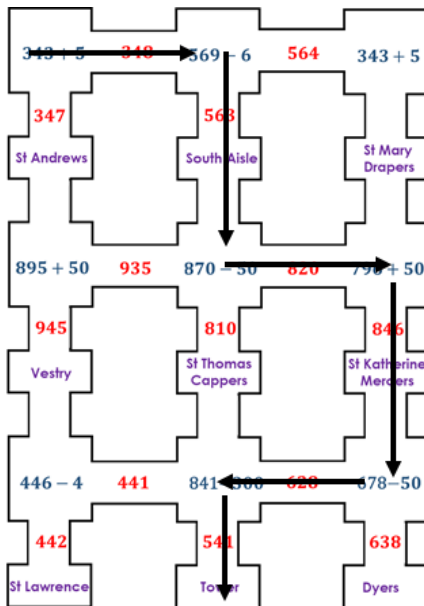 343 + 5 348 569 − 6 564 343 + 5
347 563
St Andrews South Aisle St Mary
Drapers
895 + 50 935 870 − 50 820 796 + 50
945 810 846
Vestry St Thomas
Cappers St Katherine
Mercers
446 − 4 441 841−300 628 678−50
442 541 638
St Lawrence Tower Dyers